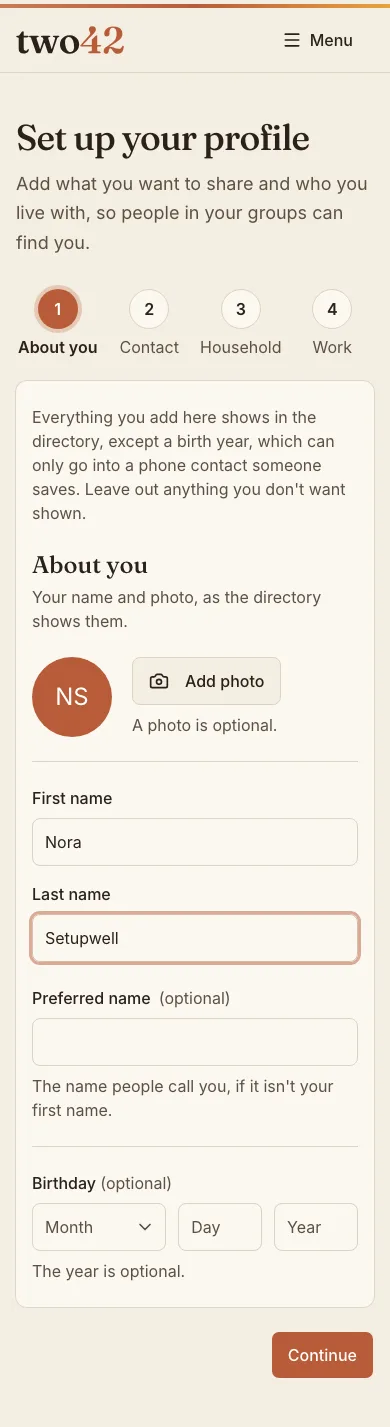 two42
Menu
Set up your profile
Add what you want to share and who you
live with, so people in your groups can
find you.
1
2
3
4
About you
Contact
Household
Work
Everything you add here shows in the
directory, except a birth year, which can
only go into a phone contact someone
saves. Leave out anything you don't want
shown.
About you
Your name and photo, as the directory
shows them.
NS
Add photo
A photo is optional.
First name
Nora
Last name
Setupwell
Preferred name (optional)
The name people call you, if it isn't your
first name.
Birthday (optional)
Month
Day
Year
The year is optional.
Continue